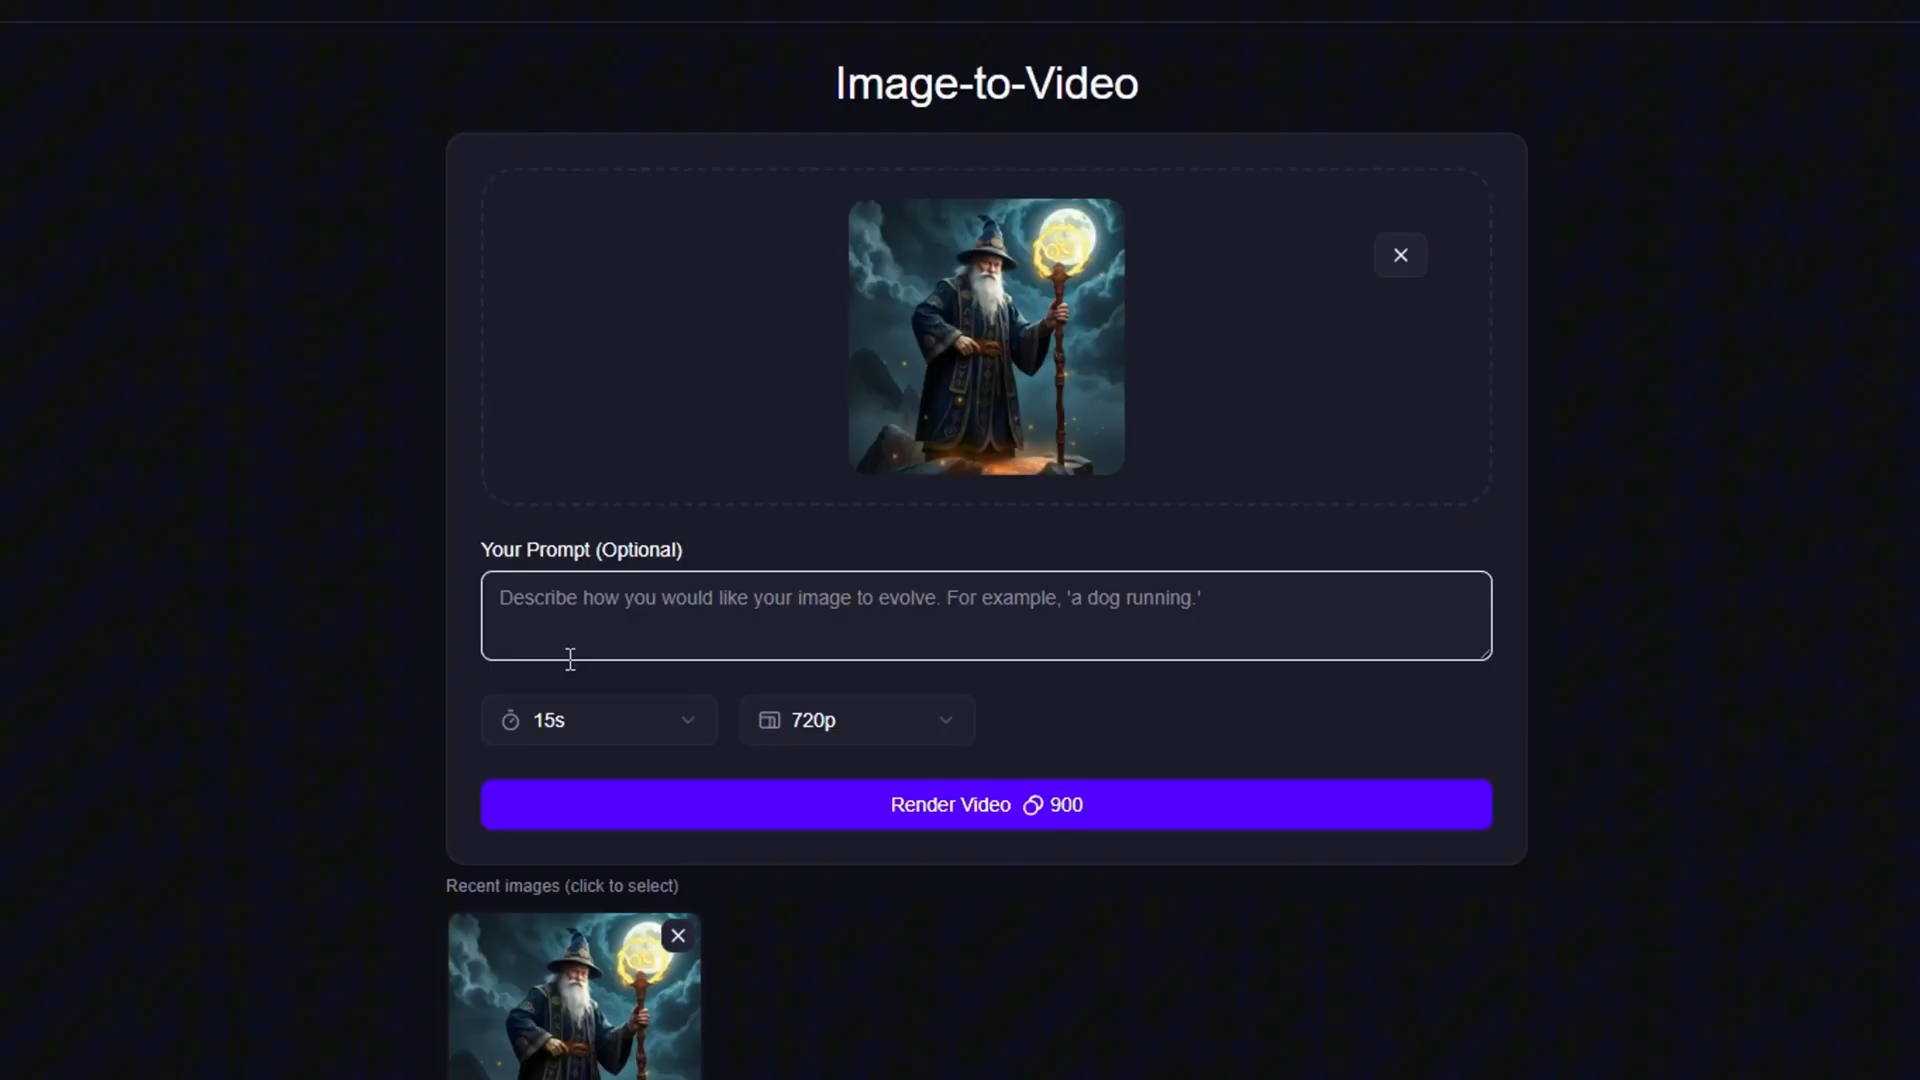 Image-to-Video
Your Prompt (Optional)
Describe how you would like your image to evolve. For example, 'a dog running.'
15s
720p
Render Video 900
Recent images (click to select)